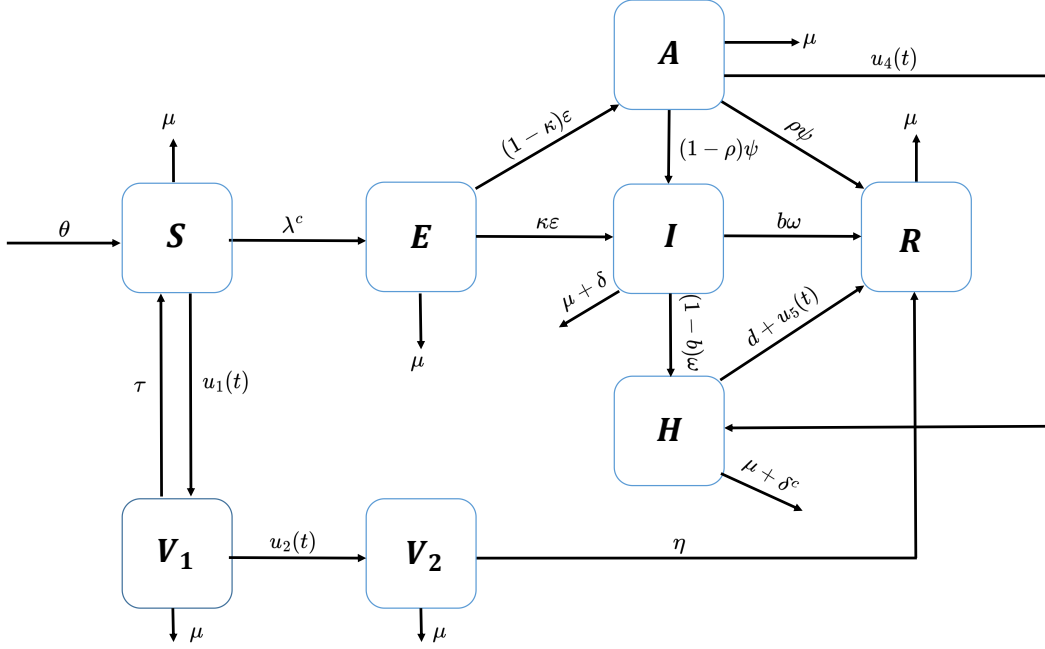 A
μ
u₄(t)
(1 − κ)ε
(1 − ρ)ψ
ρψ
μ
μ
θ
S
λᶜ
E
κε
I
bω
R
μ + δ
(1 − b)ω
d + u₅(t)
μ
τ
u₁(t)
H
μ + δᶜ
V₁
u₂(t)
V₂
η
μ
μ